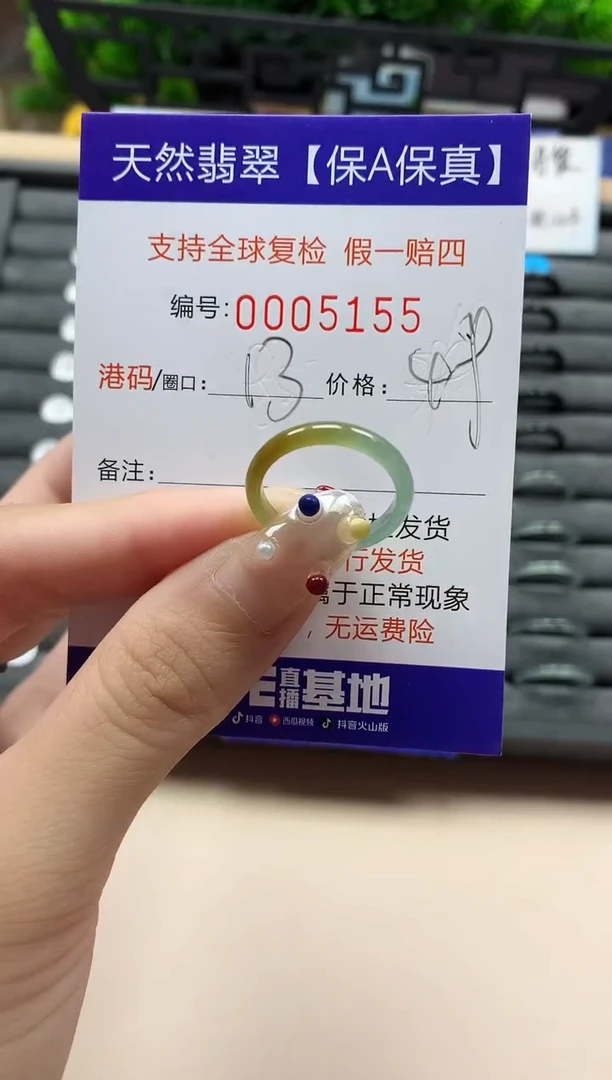 天然翡翠【保A保真】
支持全球复检 假一赔四
编号:0005155
港码/圈口: 13 价格:
备注:
发货
行发货
属于正常现象
,无运费险
直播基地
抖音 西瓜视频 抖音火山版